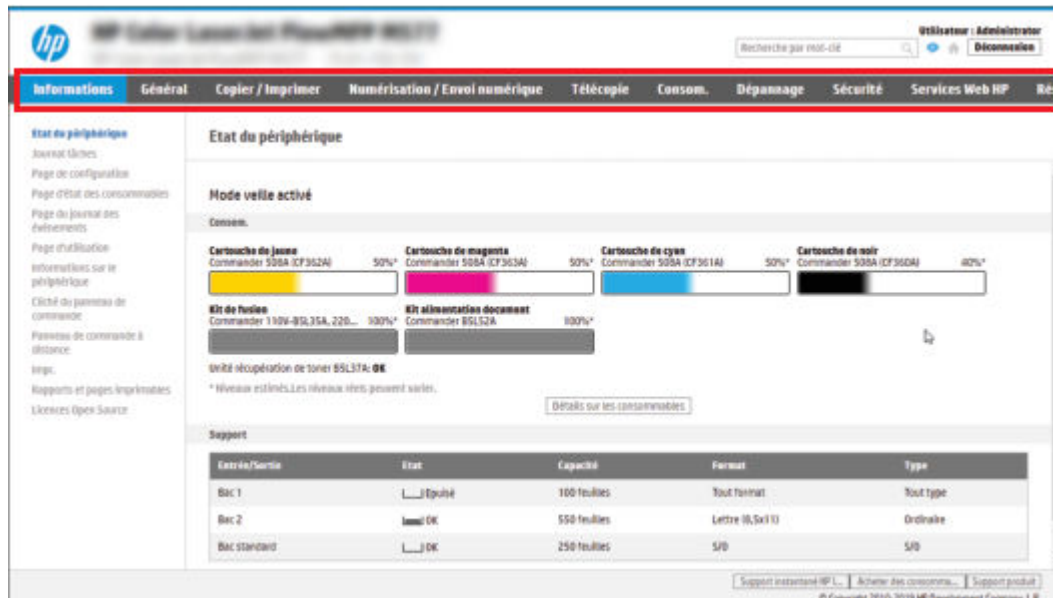 hp
Utilisateur : Administrator
Recherche par mot-clé
Déconnexion
Informations Général Copier / Imprimer Numérisation / Envoi numérique Télécopie Consom. Dépannage Sécurité Services Web HP Ré
Etat du périphérique
Journal tâches
Page de configuration
Page d'état des consommables
Page du journal des
événements
Page d'utilisation
Informations sur le
périphérique
Cliché du panneau de
commande
Panneau de commande à
distance
Impr.
Rapports et pages imprimables
Licences Open Source
Etat du périphérique
Mode veille activé
Consom.
Cartouche de jaune
Commander 508A (CF362A) 50%*
Cartouche de magenta
Commander 508A (CF363A) 50%*
Cartouche de cyan
Commander 508A (CF361A) 50%*
Cartouche de noir
Commander 508A (CF360A) 40%*
Kit de fusion
Commander 110V-B5L35A, 220... 100%*
Kit alimentation document
Commander B5L52A 100%*
Unité récupération de toner B5L37A: OK
* Niveaux estimés.Les niveaux réels peuvent varier.
Détails sur les consommables
Support
Entrée/Sortie Etat Capacité Format Type
Bac 1 Epuisé 100 feuilles Tout format Tout type
Bac 2 OK 550 feuilles Lettre (8,5x11) Ordinaire
Bac standard OK 250 feuilles S/O S/O
Support instantané HP L... Acheter des consomma... Support produit
© Copyright 2010-2019 HP Development Company, L.P.